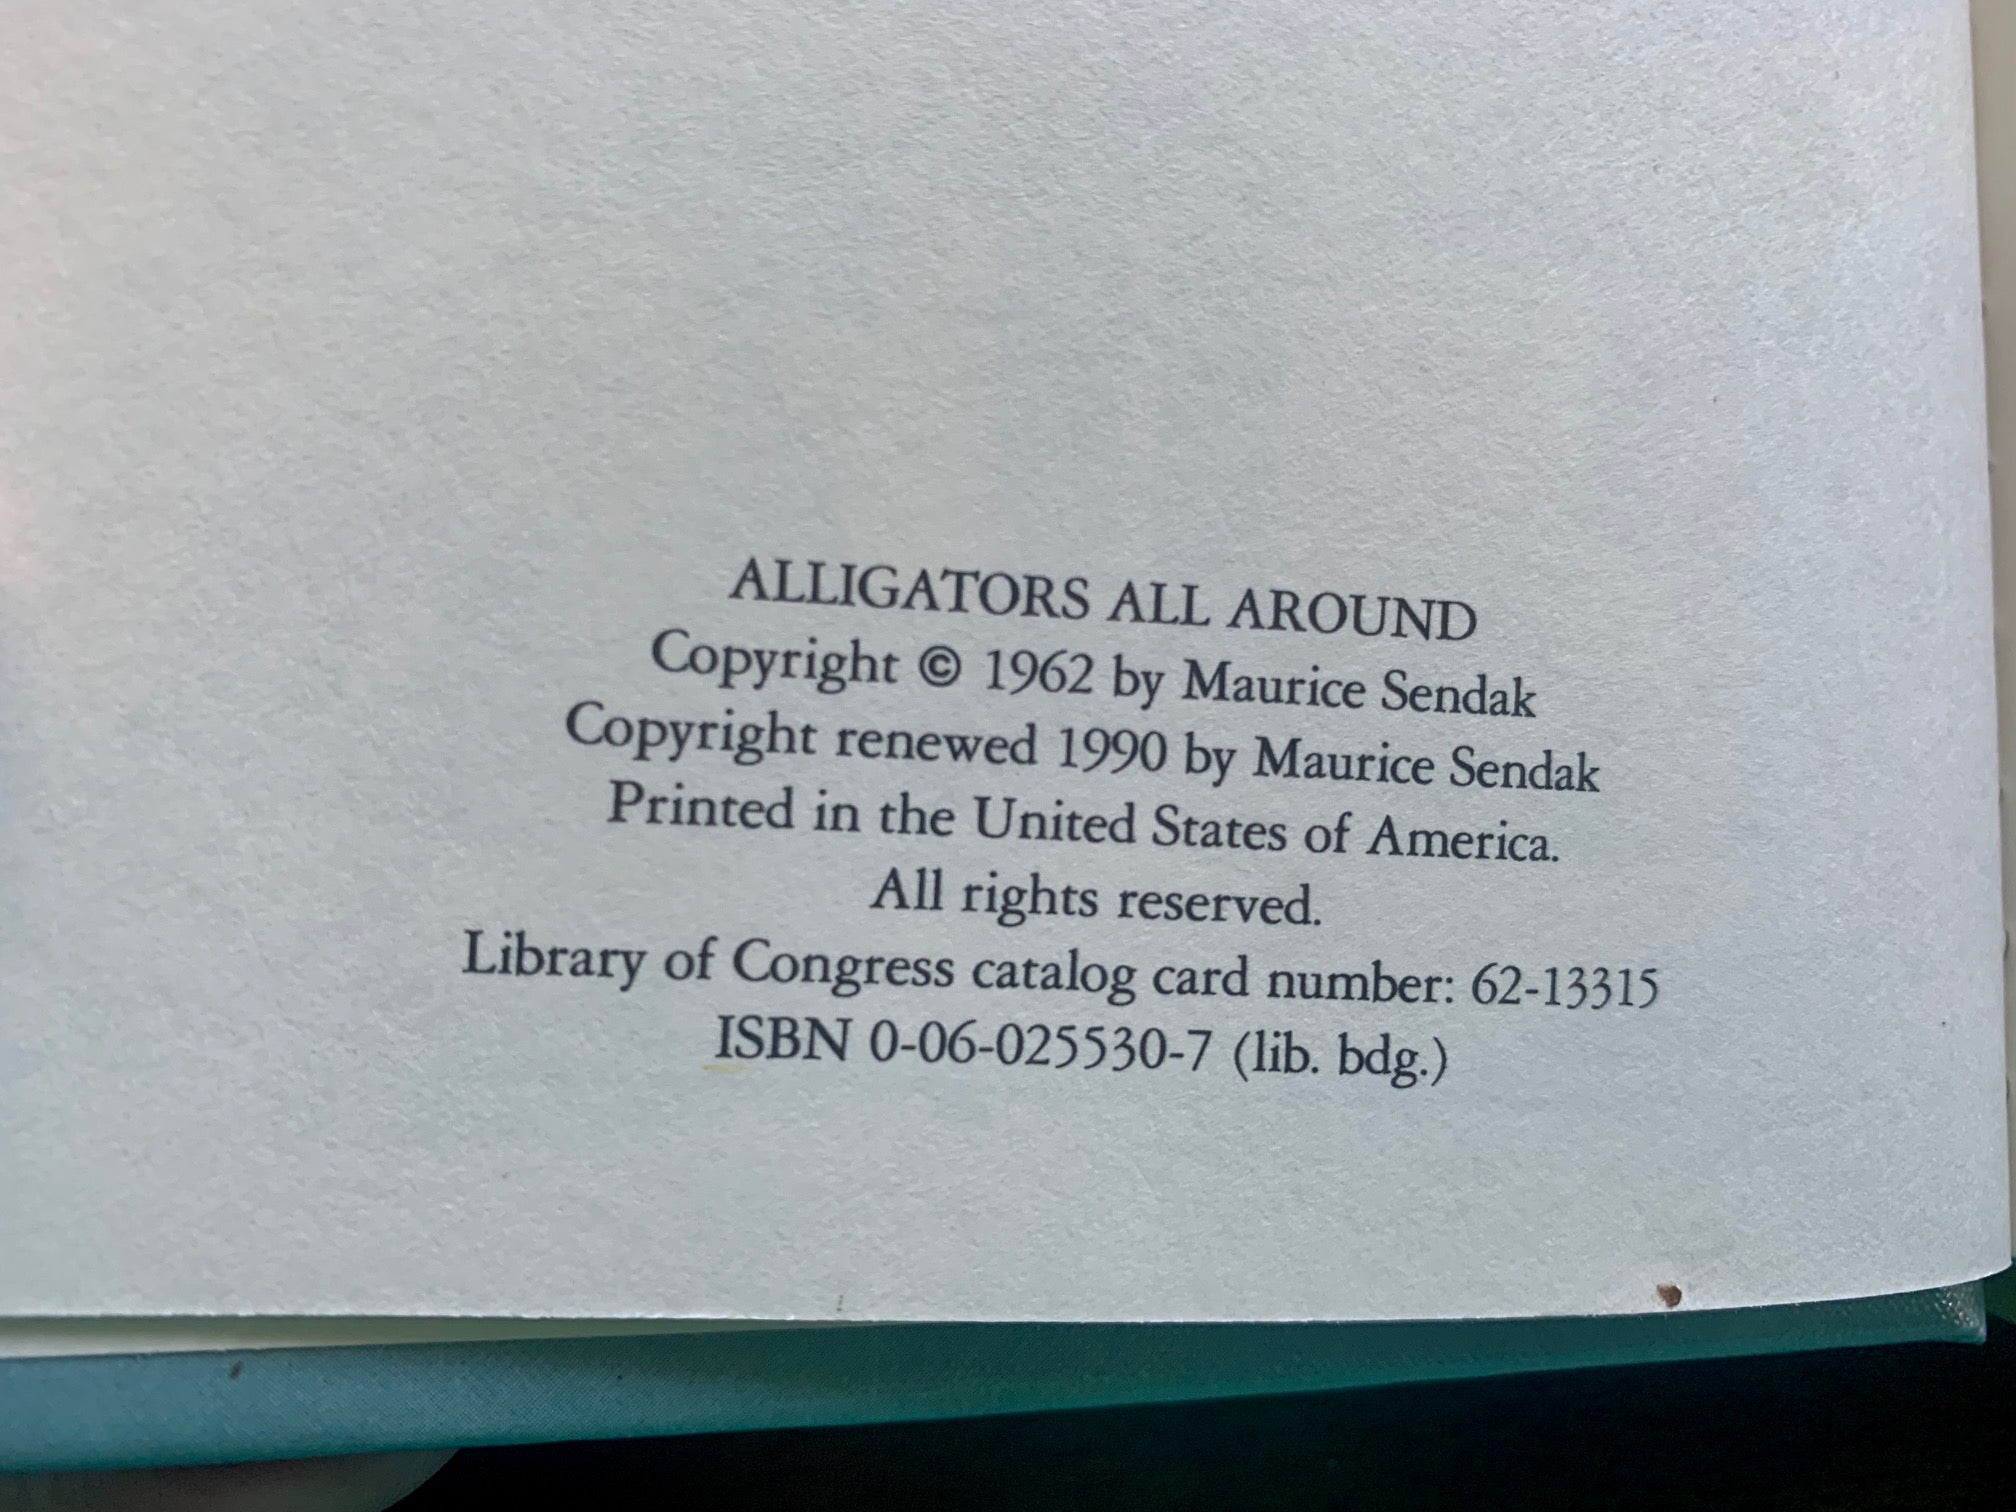 ALLIGATORS ALL AROUND
Copyright © 1962 by Maurice Sendak
Copyright renewed 1990 by Maurice Sendak
Printed in the United States of America.
All rights reserved.
Library of Congress catalog card number: 62-13315
ISBN 0-06-025530-7 (lib. bdg.)